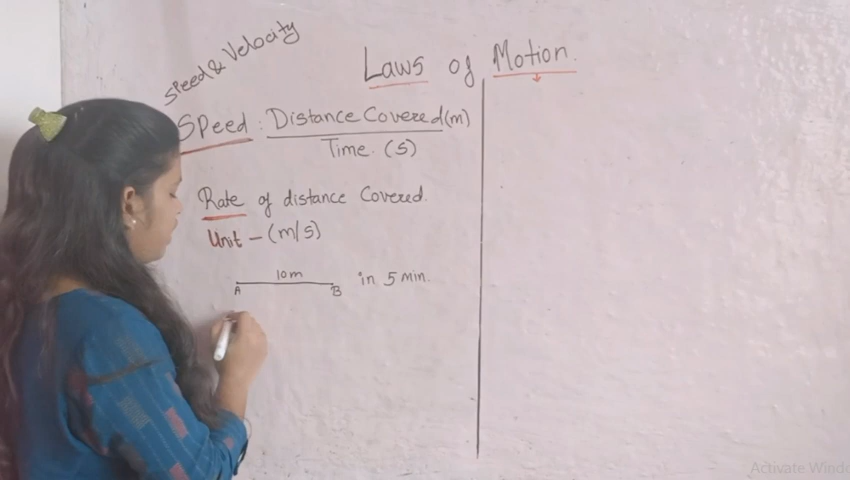 Speed & Velocity
Laws of Motion.
SPeed : Distance Covered (m)
Time. (s)
Rate of distance Covered.
Unit - (m/s)
10m
A B in 5 min.
Activate Windo